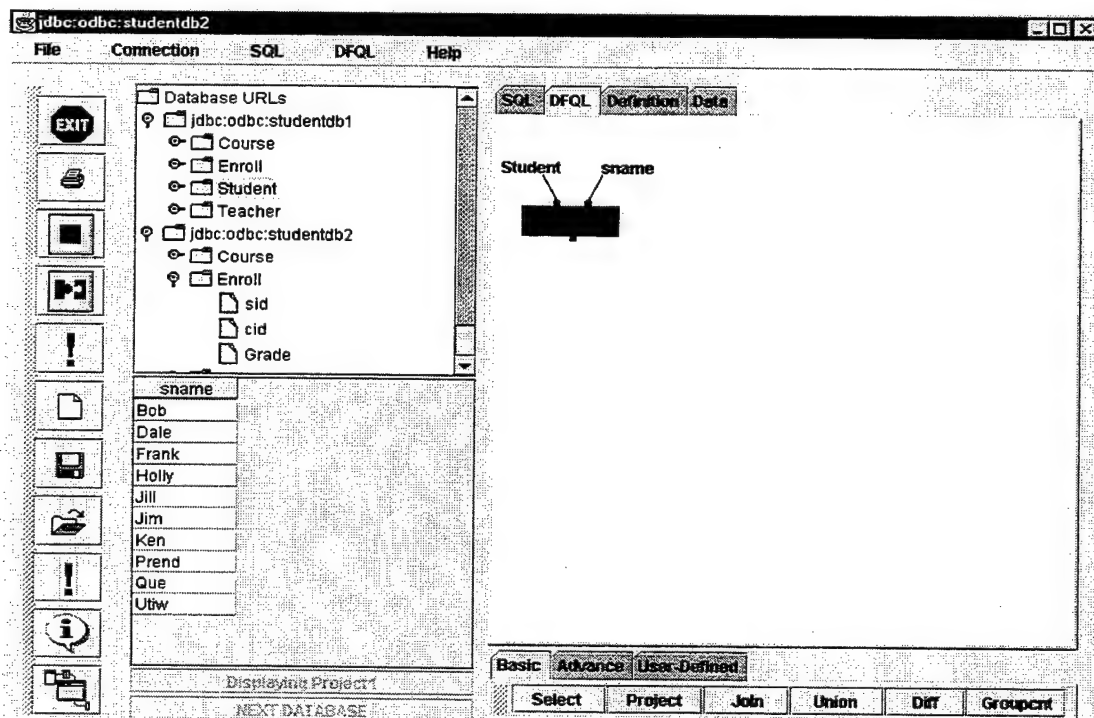 jdbc:odbc:studentdb2
File Connection SQL DFQL Help
EXIT
Database URLs
jdbc:odbc:studentdb1
Course
Enroll
Student
Teacher
jdbc:odbc:studentdb2
Course
Enroll
sid
cid
Grade
sname
Bob
Dale
Frank
Holly
Jill
Jim
Ken
Prend
Que
Utiw
Displaying Project1
NEXT DATABASE
SQL DFQL Definition Data
Student sname
Basic Advance User-Defined
Select Project Join Union Diff Groupcnt